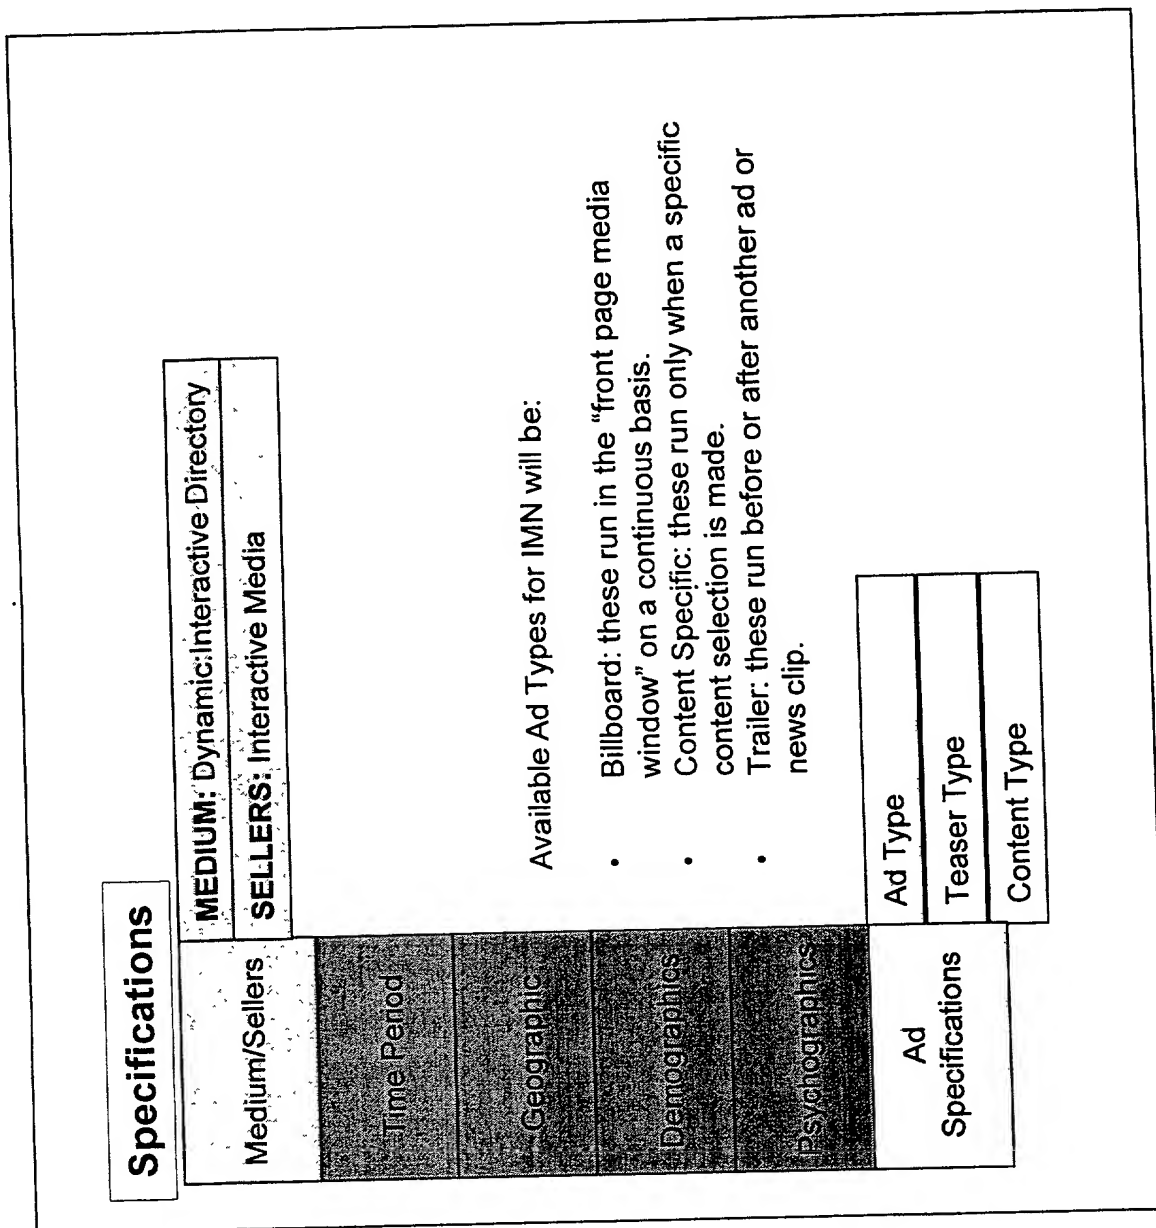 Specifications
Medium/Sellers
MEDIUM: Dynamic Interactive Directory
SELLERS: Interactive Media
Time Period
Geographic
Demographics
Psychographics
Available Ad Types for IMN will be:
• Billboard: these run in the "front page media
window" on a continuous basis.
• Content Specific: these run only when a specific
content selection is made.
• Trailer: these run before or after another ad or
news clip.
Ad
Specifications
Ad Type
Teaser Type
Content Type